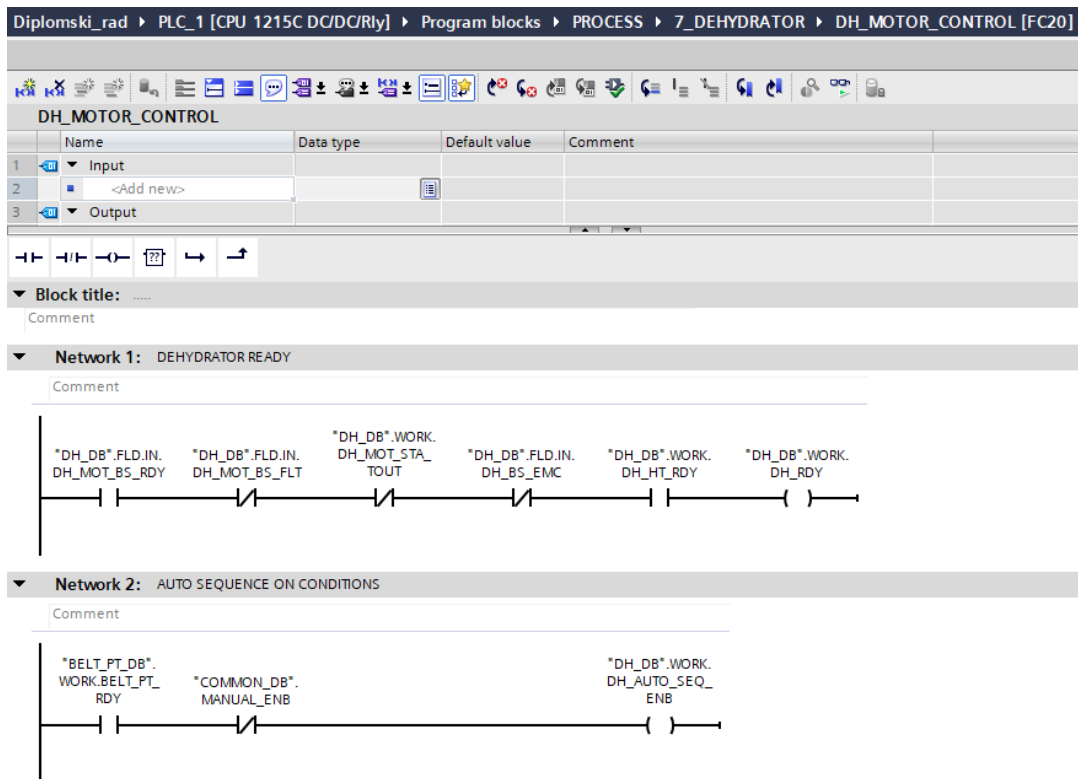 Diplomski_rad ▸ PLC_1 [CPU 1215C DC/DC/Rly] ▸ Program blocks ▸ PROCESS ▸ 7_DEHYDRATOR ▸ DH_MOTOR_CONTROL [FC20]
DH_MOTOR_CONTROL
Name Data type Default value Comment
1 Input
2 <Add new>
3 Output
??
Block title: .....
Comment
Network 1: DEHYDRATOR READY
Comment
"DH_DB".FLD.IN.
DH_MOT_BS_RDY
"DH_DB".FLD.IN.
DH_MOT_BS_FLT
"DH_DB".WORK.
DH_MOT_STA_
TOUT
"DH_DB".FLD.IN.
DH_BS_EMC
"DH_DB".WORK.
DH_HT_RDY
"DH_DB".WORK.
DH_RDY
Network 2: AUTO SEQUENCE ON CONDITIONS
Comment
"BELT_PT_DB".
WORK.BELT_PT_
RDY
"COMMON_DB".
MANUAL_ENB
"DH_DB".WORK.
DH_AUTO_SEQ_
ENB